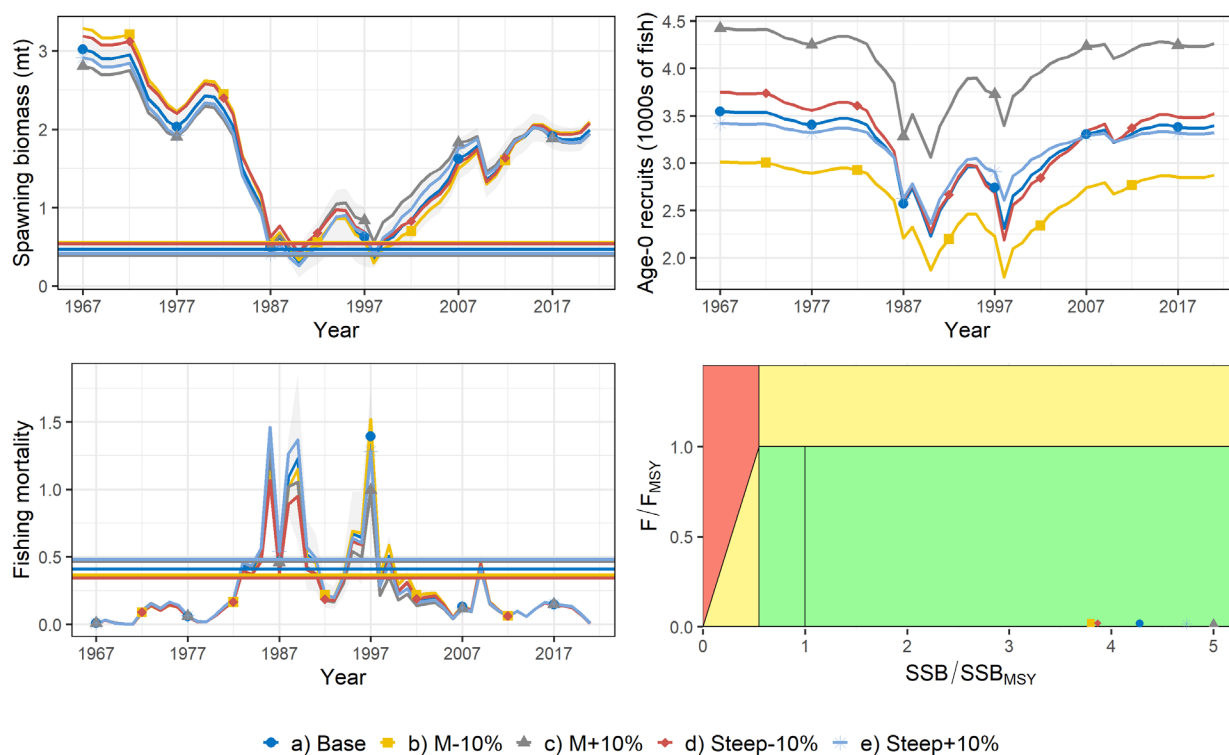 Spawning biomass (mt)
3
2
1
0
1967 1977 1987 1997 2007 2017
Year
Age-0 recruits (1000s of fish)
4.5
4.0
3.5
3.0
2.5
2.0
1967 1977 1987 1997 2007 2017
Year
Fishing mortality
1.5
1.0
0.5
0.0
1967 1977 1987 1997 2007 2017
Year
F/FMSY
1.0
0.5
0.0
0 1 2 3 4 5
SSB/SSBMSY
a) Base b) M-10% c) M+10% d) Steep-10% e) Steep+10%